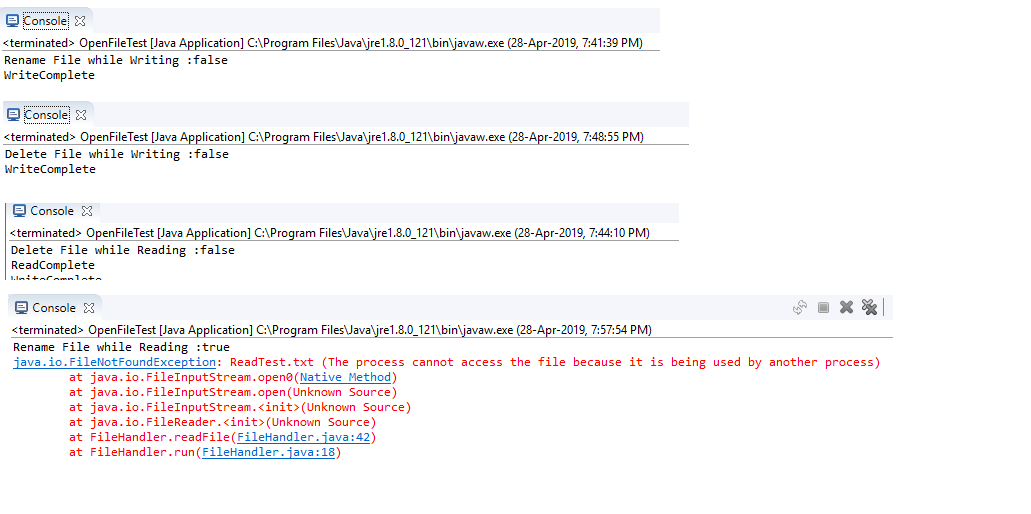 Console
<terminated> OpenFileTest [Java Application] C:\Program Files\Java\jre1.8.0_121\bin\javaw.exe (28-Apr-2019, 7:41:39 PM)
Rename File while Writing :false
WriteComplete
Console
<terminated> OpenFileTest [Java Application] C:\Program Files\Java\jre1.8.0_121\bin\javaw.exe (28-Apr-2019, 7:48:55 PM)
Delete File while Writing :false
WriteComplete
Console
<terminated> OpenFileTest [Java Application] C:\Program Files\Java\jre1.8.0_121\bin\javaw.exe (28-Apr-2019, 7:44:10 PM)
Delete File while Reading :false
ReadComplete
WriteComplete
Console
<terminated> OpenFileTest [Java Application] C:\Program Files\Java\jre1.8.0_121\bin\javaw.exe (28-Apr-2019, 7:57:54 PM)
Rename File while Reading :true
java.io.FileNotFoundException: ReadTest.txt (The process cannot access the file because it is being used by another process)
at java.io.FileInputStream.open0(Native Method)
at java.io.FileInputStream.open(Unknown Source)
at java.io.FileInputStream.<init>(Unknown Source)
at java.io.FileReader.<init>(Unknown Source)
at FileHandler.readFile(FileHandler.java:42)
at FileHandler.run(FileHandler.java:18)